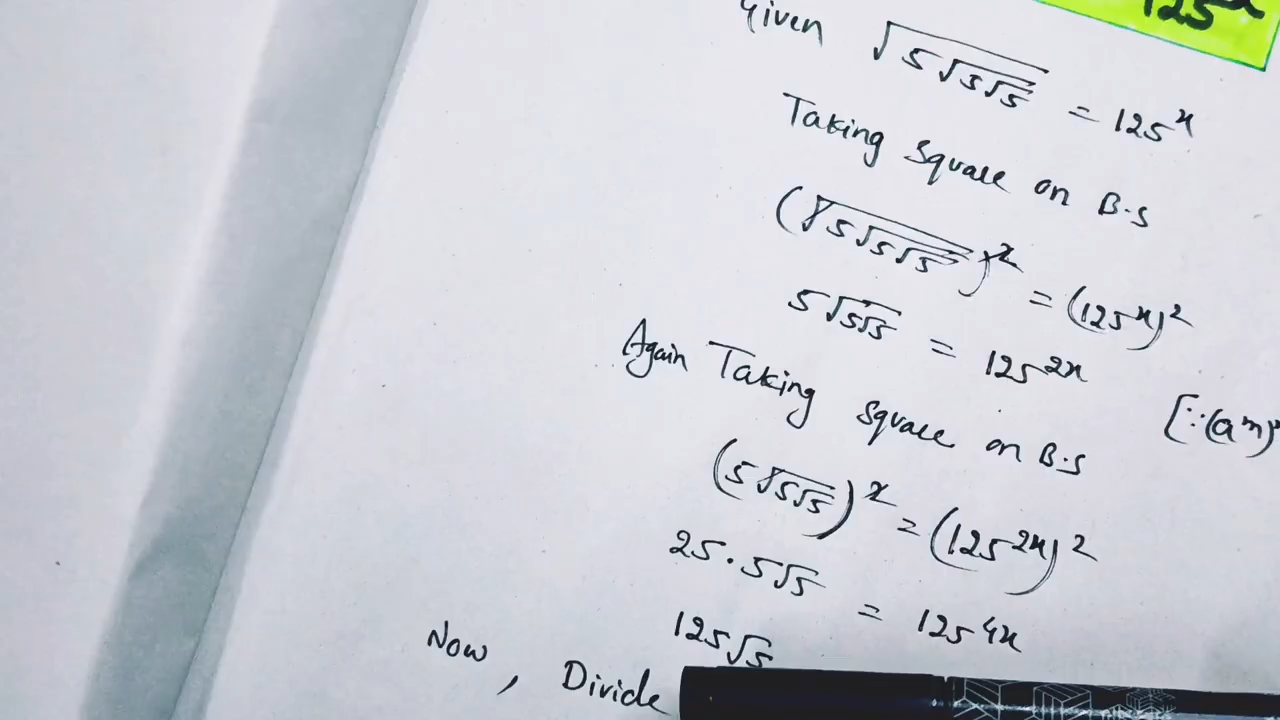 125
Given √(5√(5√5)) = 125^x
Taking Square on B.S
(√(5√(5√5)))^2 = (125^x)^2
5√(5√5) = 125^2x [∵(a^m)
Again Taking Square on B.S
(5√(5√5))^2 = (125^2x)^2
25.5√5 = 125^4x
125√5
Now, Divide